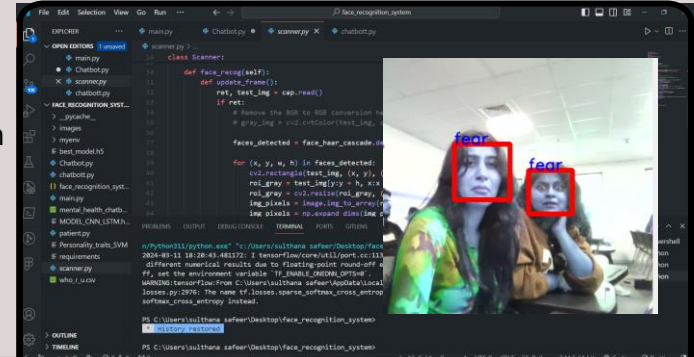 File Edit Selection View Go Run ...
face_recognition_system
EXPLORER
main.py
Chatbot.py
scanner.py
chatbott.py
OPEN EDITORS 1 unsaved
main.py
Chatbot.py
scanner.py
chatbott.py
FACE_RECOGNITION_SYST...
__pycache__
images
myenv
best_model.h5
Chatbot.py
chatbott.py
face_recognition_syst...
main.py
mental_health_chatb...
MODEL_CNN_LSTM.h...
patient.py
Personality_traits_SVM
requirements
scanner.py
who_r_u.csv
OUTLINE
TIMELINE
scanner.py > ...
class Scanner:
def face_recog(self):
def update_frame():
ret, test_img = cap.read()
if ret:
# Remove the BGR to RGB conversion he
# gray_img = cv2.cvtColor(test_img,
faces_detected = face_haar_cascade.de
for (x, y, w, h) in faces_detected:
cv2.rectangle(test_img, (x, y), (
roi_gray = test_img[y:y + h, x:x
roi_gray = cv2.resize(roi_gray, (
img_pixels = image.img_to_array(r
img_pixels = np.expand_dims(img_p
fear
fear
PROBLEMS OUTPUT DEBUG CONSOLE TERMINAL PORTS GITLENS
n/Python311/python.exe" "c:/Users/sulthana safeer/Desktop/face
2024-03-11 18:20:43.481172: I tensorflow/core/util/port.cc:113
different numerical results due to floating-point round-off e
ff, set the environment variable `TF_ENABLE_ONEDNN_OPTS=0`.
WARNING:tensorflow:From C:\Users\sulthana safeer\AppData\Local
losses.py:2976: The name tf.losses.sparse_softmax_cross_entrop
softmax_cross_entropy instead.
PS C:\Users\sulthana safeer\Desktop\face_recognition_system>
* History restored
PS C:\Users\sulthana safeer\Desktop\face_recognition_system>